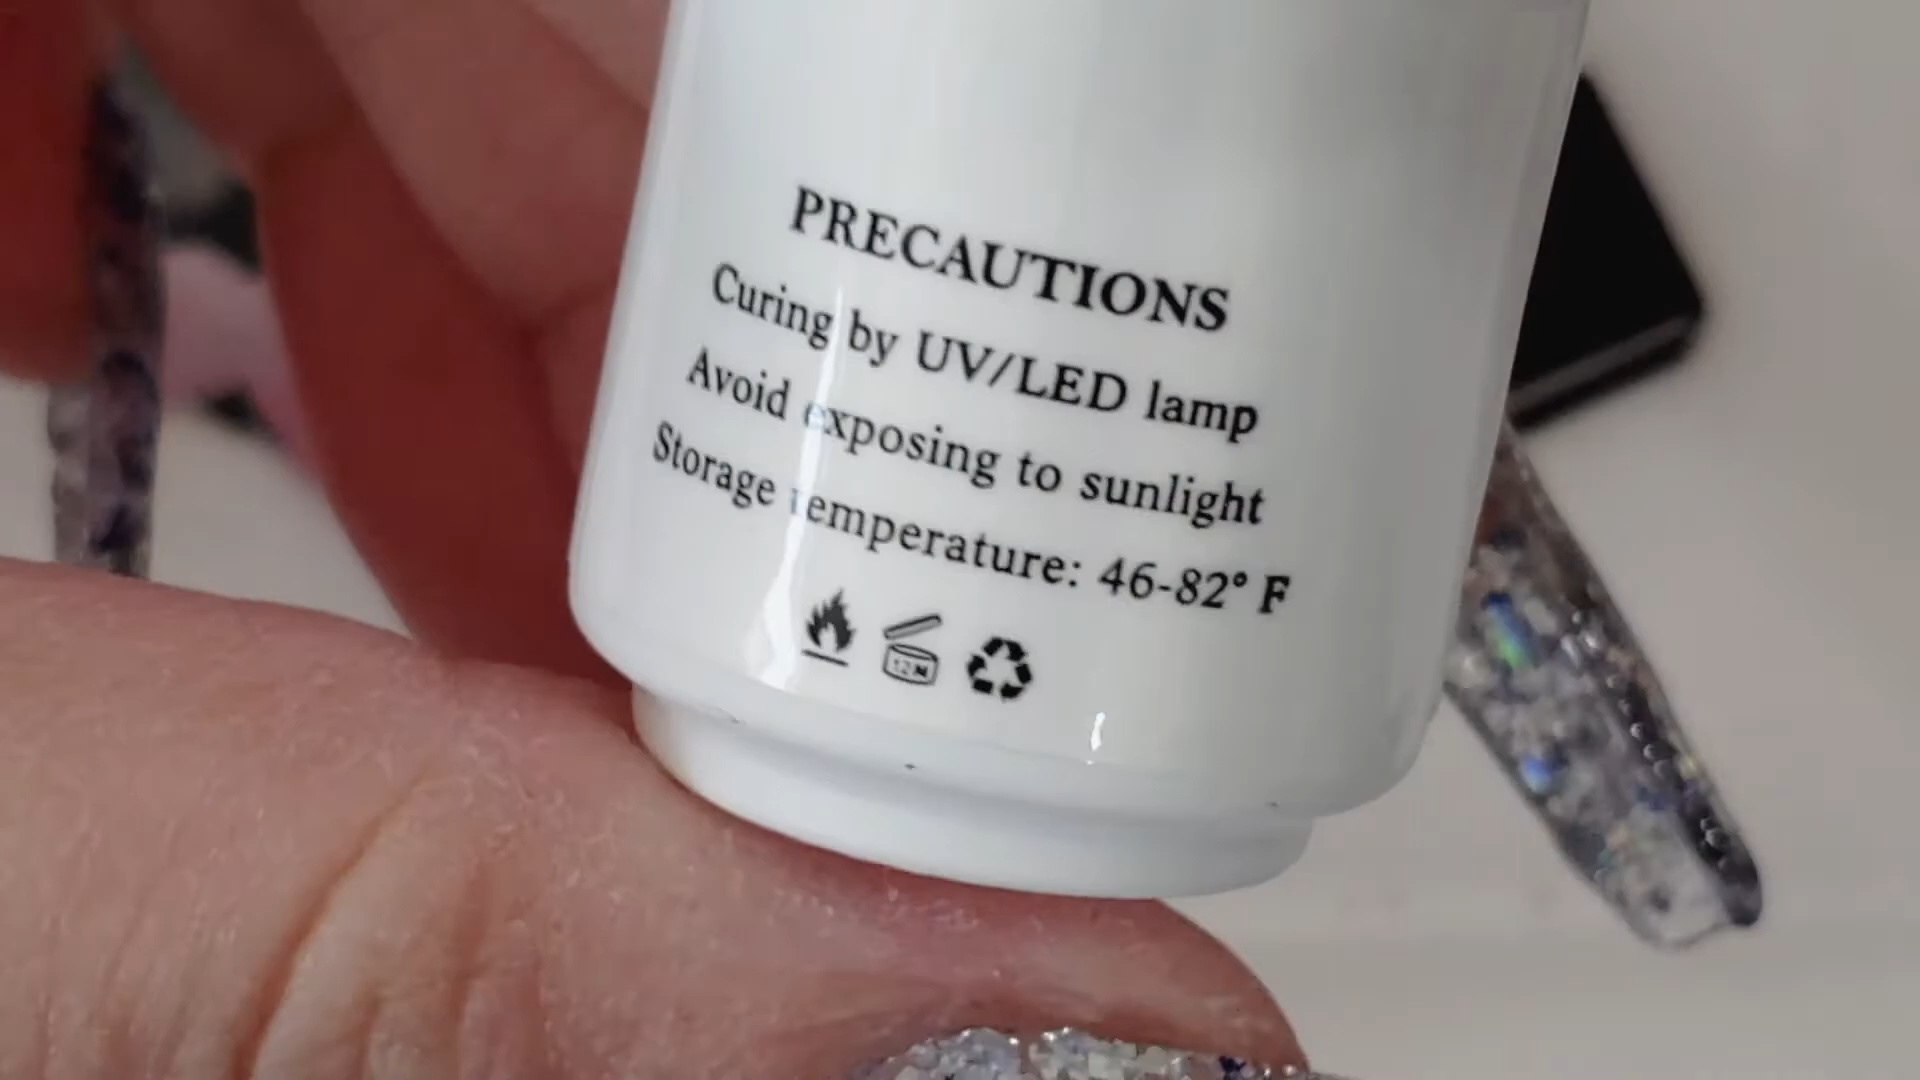 PRECAUTIONS
Curing by UV/LED lamp
Avoid exposing to sunlight
Storage temperature: 46-82° F
12M